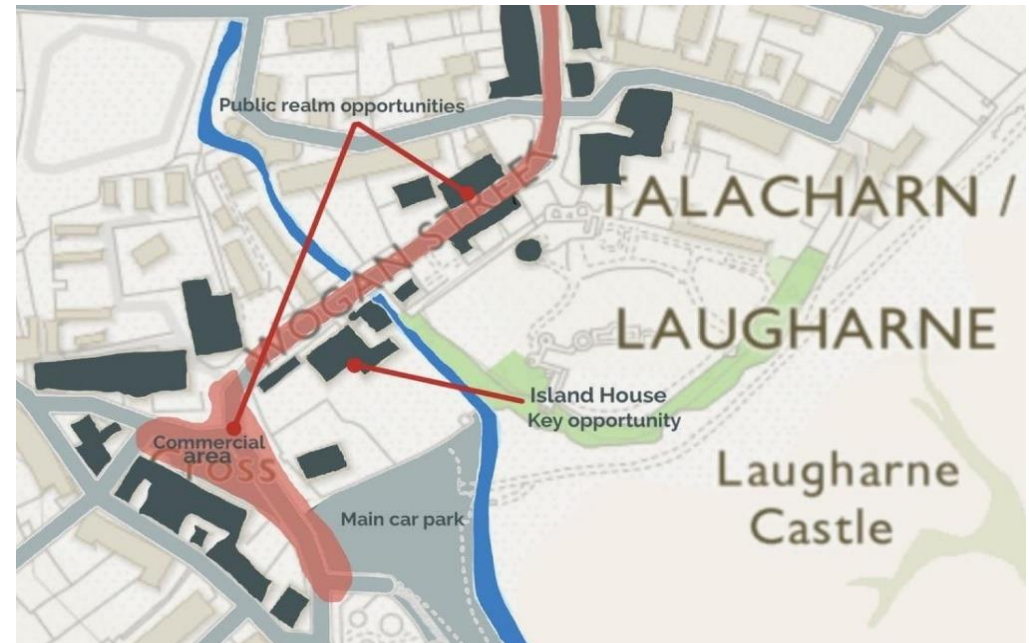 Public realm opportunities
WOGAN STREET
TALACHARN /
LAUGHARNE
Island House
Key opportunity
Commercial
area
CROSS
Main car park
Laugharne
Castle